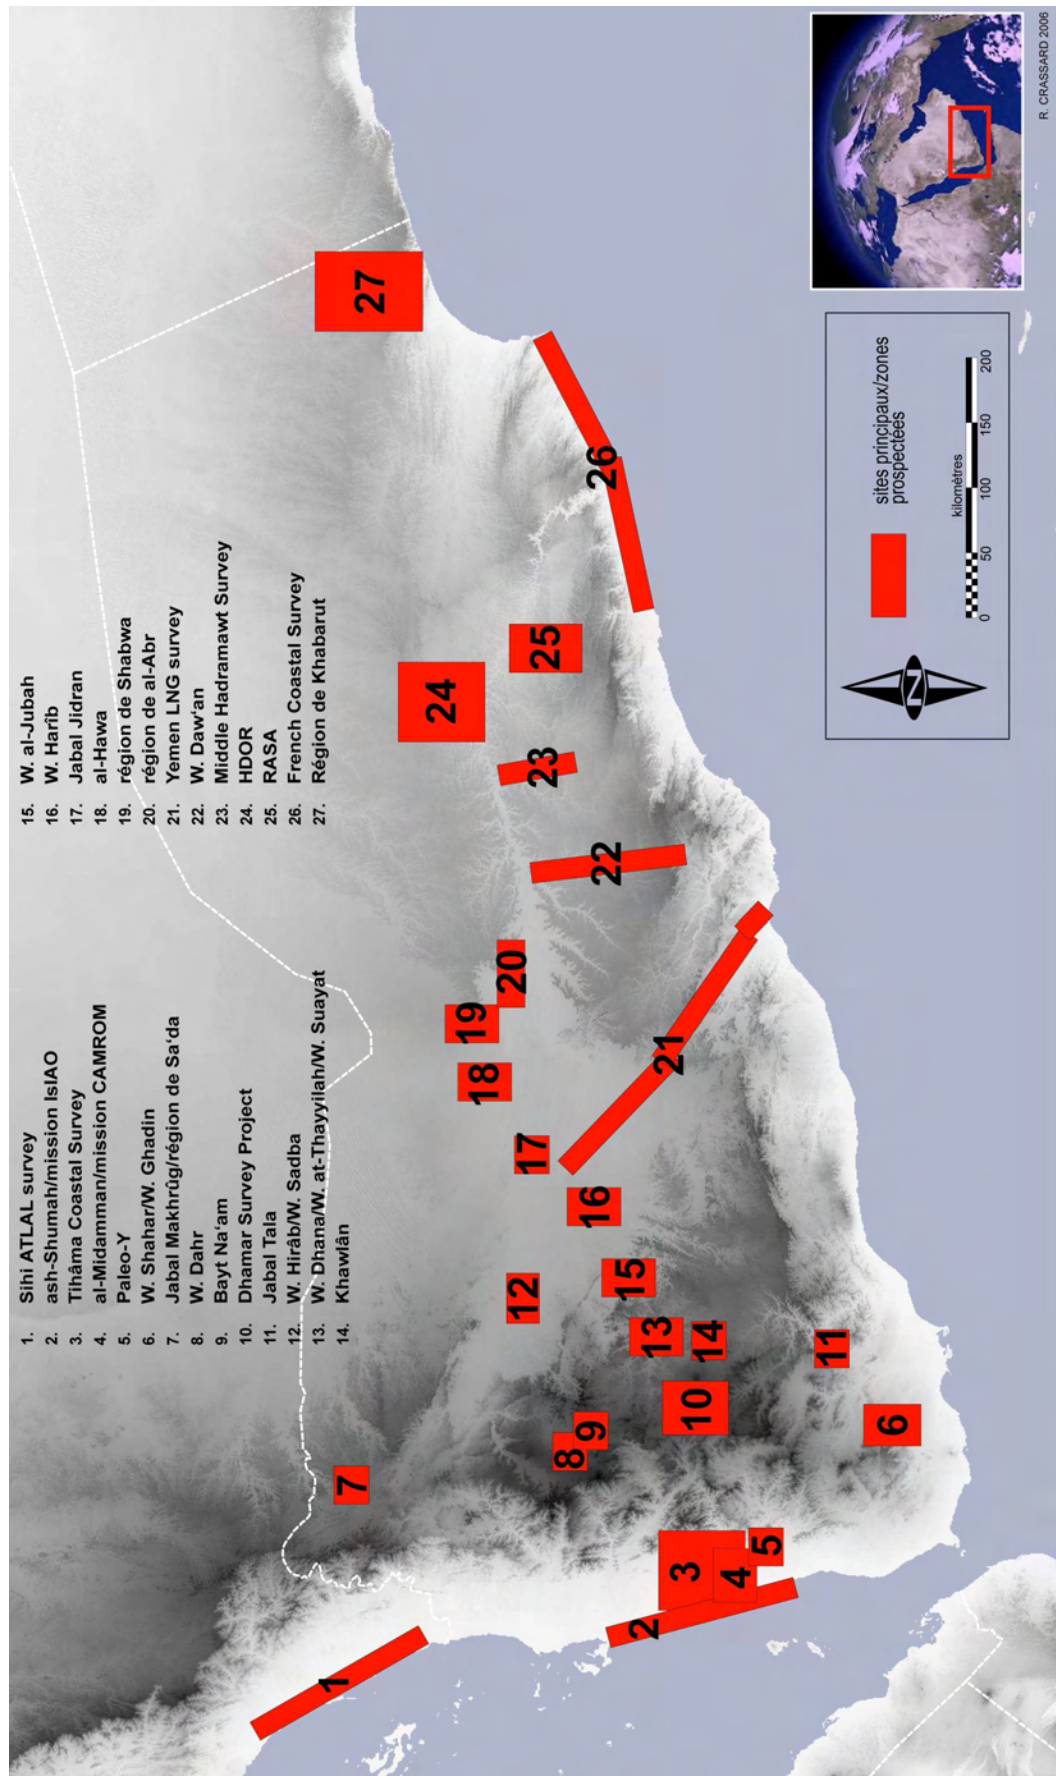 1. Sihi ATLAL survey
2. ash-Shumah/mission IsIAO
3. Tihâma Coastal Survey
4. al-Midamman/mission CAMROM
5. Paleo-Y
6. W. Shahar/W. Ghadin
7. Jabal Makhrûg/région de Sa‘da
8. W. Dahr
9. Bayt Na‘am
10. Dhamar Survey Project
11. Jabal Tala
12. W. Hirâb/W. Sadba
13. W. Dhana/W. at-Thayyilah/W. Suayat
14. Khawlân
15. W. al-Jubah
16. W. Harîb
17. Jabal Jidran
18. al-Hawa
19. région de Shabwa
20. région de al-Abr
21. Yemen LNG survey
22. W. Daw‘an
23. Middle Hadramawt Survey
24. HDOR
25. RASA
26. French Coastal Survey
27. Région de Khabarut
1
2
3
4
5
6
7
8
9
10
11
12
13
14
15
16
17
18
19
20
21
22
23
24
25
26
27
N
sites principaux/zones
prospectées
kilomètres
0 50 100 150 200
R. CRASSARD 2006